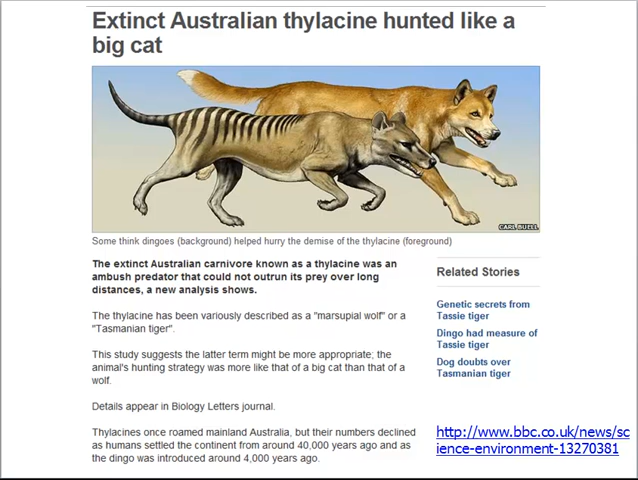 Extinct Australian thylacine hunted like a
big cat
CARL BUELL
Some think dingoes (background) helped hurry the demise of the thylacine (foreground)
The extinct Australian carnivore known as a thylacine was an
ambush predator that could not outrun its prey over long
distances, a new analysis shows.
The thylacine has been variously described as a "marsupial wolf" or a
"Tasmanian tiger".
This study suggests the latter term might be more appropriate; the
animal's hunting strategy was more like that of a big cat than that of a
wolf.
Details appear in Biology Letters journal.
Thylacines once roamed mainland Australia, but their numbers declined
as humans settled the continent from around 40,000 years ago and as
the dingo was introduced around 4,000 years ago.
Related Stories
Genetic secrets from
Tassie tiger
Dingo had measure of
Tassie tiger
Dog doubts over
Tasmanian tiger
http://www.bbc.co.uk/news/sc
ience-environment-13270381